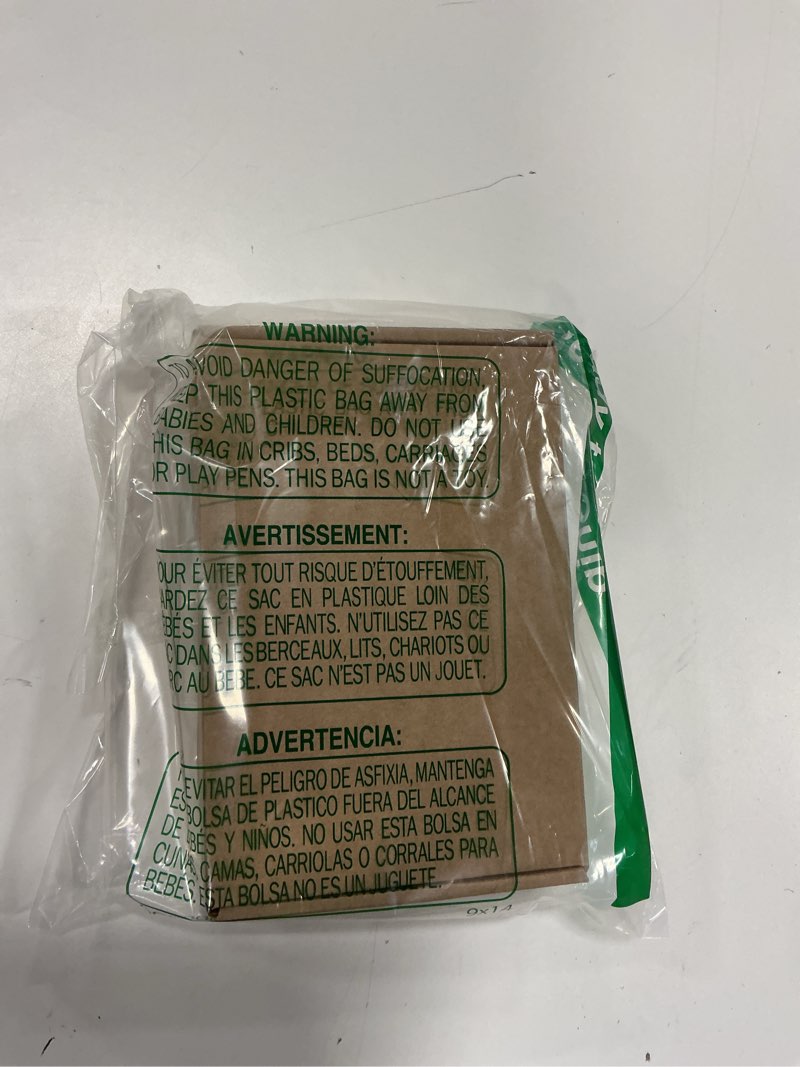 WARNING:
VOID DANGER OF SUFFOCATION,
EP THIS PLASTIC BAG AWAY FROM
ABIES AND CHILDREN. DO NOT USE
HIS BAG IN CRIBS, BEDS, CARRIAGES
OR PLAY PENS. THIS BAG IS NOT A TOY.
AVERTISSEMENT:
OUR ÉVITER TOUT RISQUE D'ÉTOUFFEMENT,
ARDEZ CE SAC EN PLASTIQUE LOIN DES
ÉBÉS ET LES ENFANTS. N'UTILISEZ PAS CE
C DANS LES BERCEAUX, LITS, CHARIOTS OU
RC AU BEBE. CE SAC N'EST PAS UN JOUET.
ADVERTENCIA:
EVITAR EL PELIGRO DE ASFIXIA, MANTENGA
ES BOLSA DE PLASTICO FUERA DEL ALCANCE
DE BÉS Y NIÑOS. NO USAR ESTA BOLSA EN
CUNA CAMAS, CARRIOLAS O CORRALES PARA
BEBÉS. ESTA BOLSA NO ES UN JUGUETE.
9x14